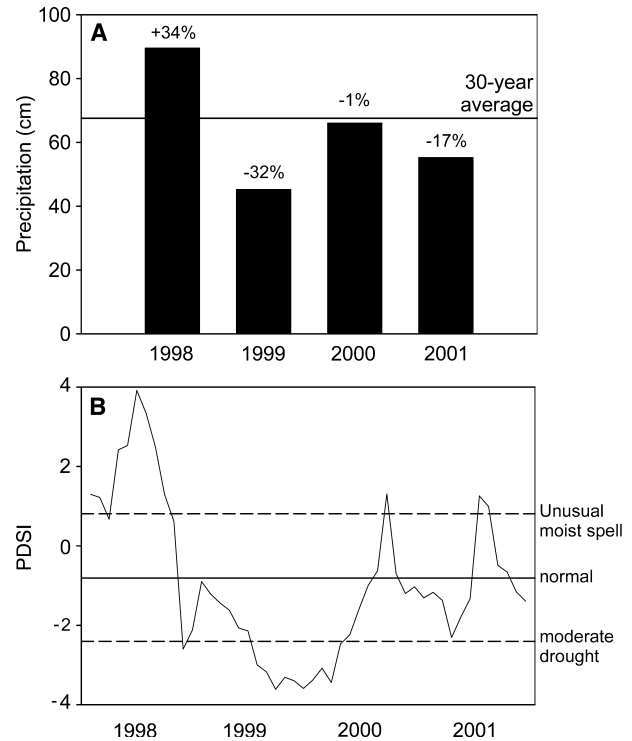 A
+34%
30-year
average
-1%
-17%
-32%
Precipitation (cm)
100
80
60
40
20
0
1998
1999
2000
2001
B
PDSI
4
2
0
-2
-4
Unusual
moist spell
normal
moderate
drought
1998
1999
2000
2001